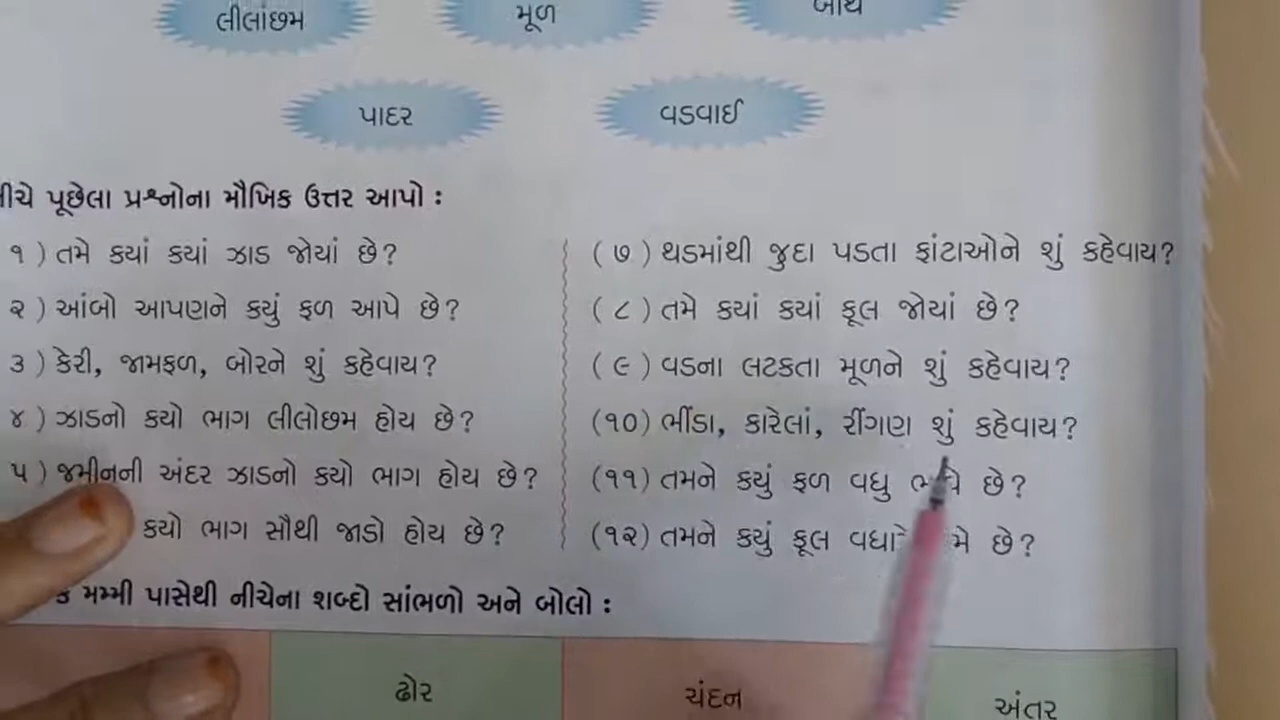 લીલાંછમ
મૂળ
પાદર
વડવાઈ
પૂછેલા પ્રશ્નોના મૌખિક ઉત્તર આપો :
૧ ) તમે કયાં કયાં ઝાડ જોયાં છે?
૨ ) આંબો આપણને કયું ફળ આપે છે?
૩ ) કેરી, જામફળ, બોરને શું કહેવાય?
૪ ) ઝાડનો કયો ભાગ લીલોછમ હોય છે?
૫ ) જમીનની અંદર ઝાડનો કયો ભાગ હોય છે?
કયો ભાગ સૌથી જાડો હોય છે?
( ૭ ) થડમાંથી જુદા પડતા ફાંટાઓને શું કહેવાય?
( ૮ ) તમે કયાં કયાં ફૂલ જોયાં છે?
( ૯ ) વડના લટકતા મૂળને શું કહેવાય?
(૧૦) ભીંડા, કારેલાં, રીંગણ શું કહેવાય?
(૧૧) તમને કયું ફળ વધુ છે?
(૧૨) તમને કયું ફૂલ છે?
મમ્મી પાસેથી નીચેના શબ્દો સાંભળો અને બોલો :
ઢોર
ચંદન
અંતર